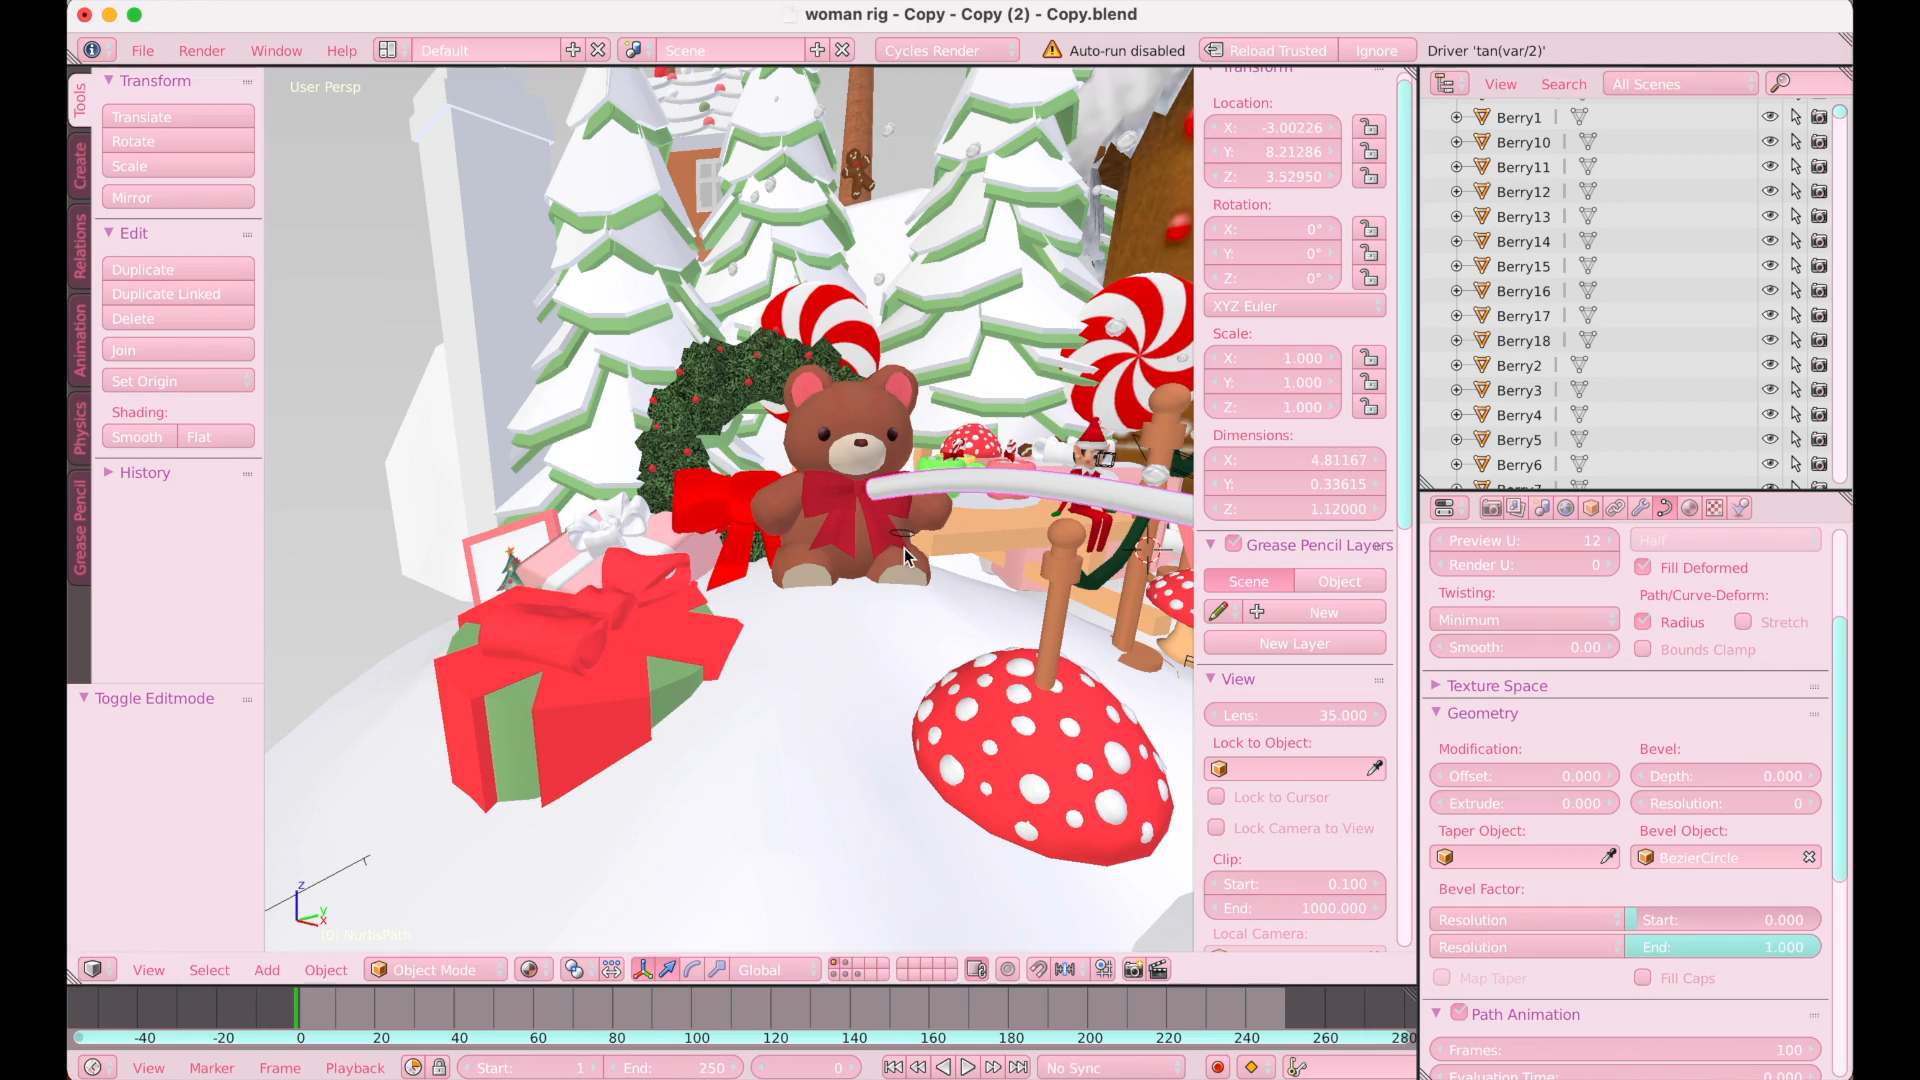 woman rig - Copy - Copy (2) - Copy.blend
File Render Window Help Default Scene Cycles Render Auto-run disabled Reload Trusted Ignore Driver 'tan(var/2)'
Tools
Create
Relations
Animation
Physics
Grease Pencil
Transform
Translate
Rotate
Scale
Mirror
Edit
Duplicate
Duplicate Linked
Delete
Join
Set Origin
Shading:
Smooth Flat
History
Toggle Editmode
User Persp
(0) NurbsPath
Transform
Location:
X: -3.00226
Y: 8.21286
Z: 3.52950
Rotation:
X: 0°
Y: 0°
Z: 0°
XYZ Euler
Scale:
X: 1.000
Y: 1.000
Z: 1.000
Dimensions:
X: 4.81167
Y: 0.33615
Z: 1.12000
Grease Pencil Layers
Scene Object
New
New Layer
View
Lens: 35.000
Lock to Object:
Lock to Cursor
Lock Camera to View
Clip:
Start: 0.100
End: 1000.000
Local Camera:
View Search All Scenes
Berry1
Berry10
Berry11
Berry12
Berry13
Berry14
Berry15
Berry16
Berry17
Berry18
Berry2
Berry3
Berry4
Berry5
Berry6
Berry7
Preview U: 12 Half
Render U: 0 Fill Deformed
Twisting: Path/Curve-Deform:
Minimum Radius Stretch
Smooth: 0.00 Bounds Clamp
Texture Space
Geometry
Modification: Bevel:
Offset: 0.000 Depth: 0.000
Extrude: 0.000 Resolution: 0
Taper Object: Bevel Object:
BezierCircle
Bevel Factor:
Resolution Start: 0.000
Resolution End: 1.000
Map Taper Fill Caps
Path Animation
Frames: 100
Evaluation Time: 0.000
View Select Add Object Object Mode Global
-40 -20 0 20 40 60 80 100 120 140 160 180 200 220 240 260 280
View Marker Frame Playback Start: 1 End: 250 0 No Sync
z
y
x